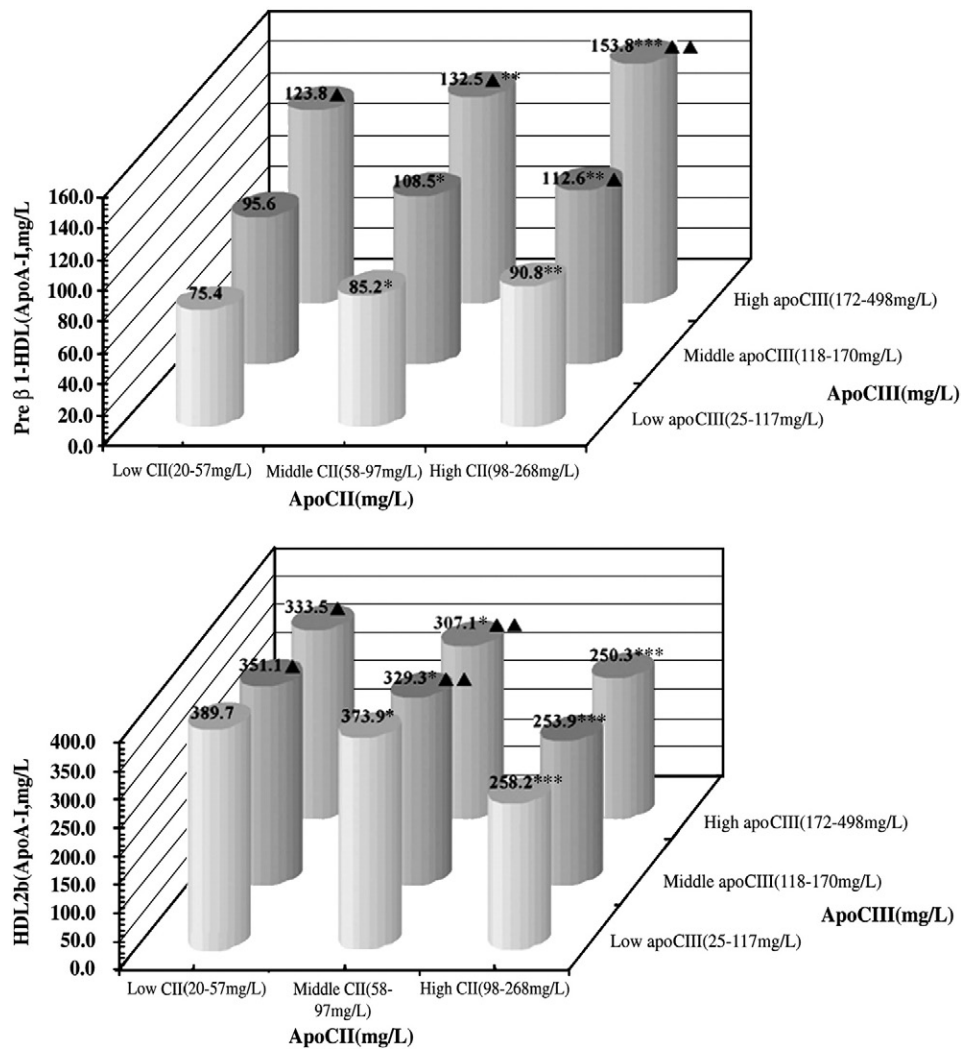 153.8***▲▲
132.5▲**
123.8▲
112.6**▲
108.5*
95.6
90.8**
85.2*
75.4
Pre β 1-HDL(ApoA-I,mg/L
160.0
140.0
120.0
100.0
80.0
60.0
40.0
20.0
0.0
High apoCIII(172-498mg/L)
Middle apoCIII(118-170mg/L)
Low apoCIII(25-117mg/L)
ApoCIII(mg/L)
Low CII(20-57mg/L)
Middle CII(58-97mg/L)
High CII(98-268mg/L)
ApoCII(mg/L)
333.5▲
307.1*▲▲
250.3***
351.1▲
329.3*▲▲
253.9***
389.7
373.9*
258.2***
HDL2b(ApoA-I,mg/L
400.0
350.0
300.0
250.0
200.0
150.0
100.0
50.0
0.0
High apoCIII(172-498mg/L)
Middle apoCIII(118-170mg/L)
Low apoCIII(25-117mg/L)
ApoCIII(mg/L)
Low CII(20-57mg/L)
Middle CII(58-
97mg/L)
High CII(98-268mg/L)
ApoCII(mg/L)